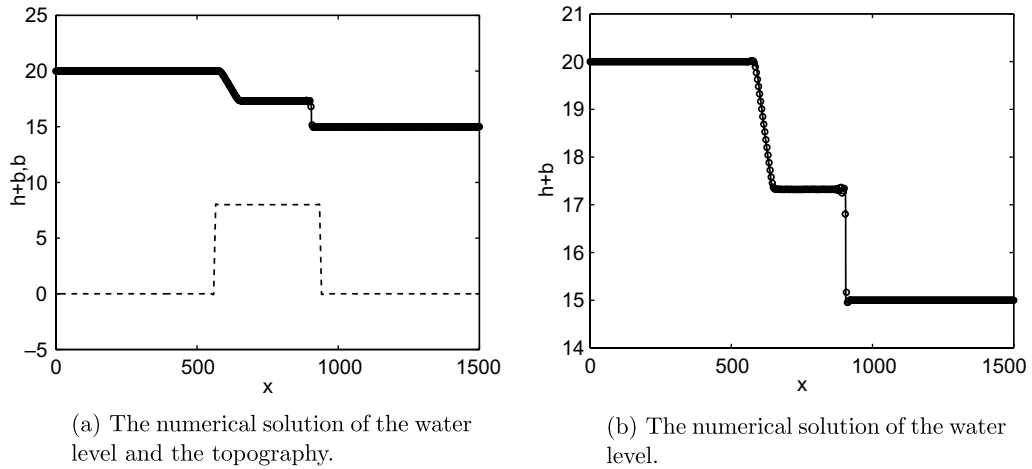 25
20
15
10
5
0
−5
h+b,b
0
500
1000
1500
x
(a) The numerical solution of the water
level and the topography.
21
20
19
18
17
16
15
14
h+b
0
500
1000
1500
x
(b) The numerical solution of the water
level.